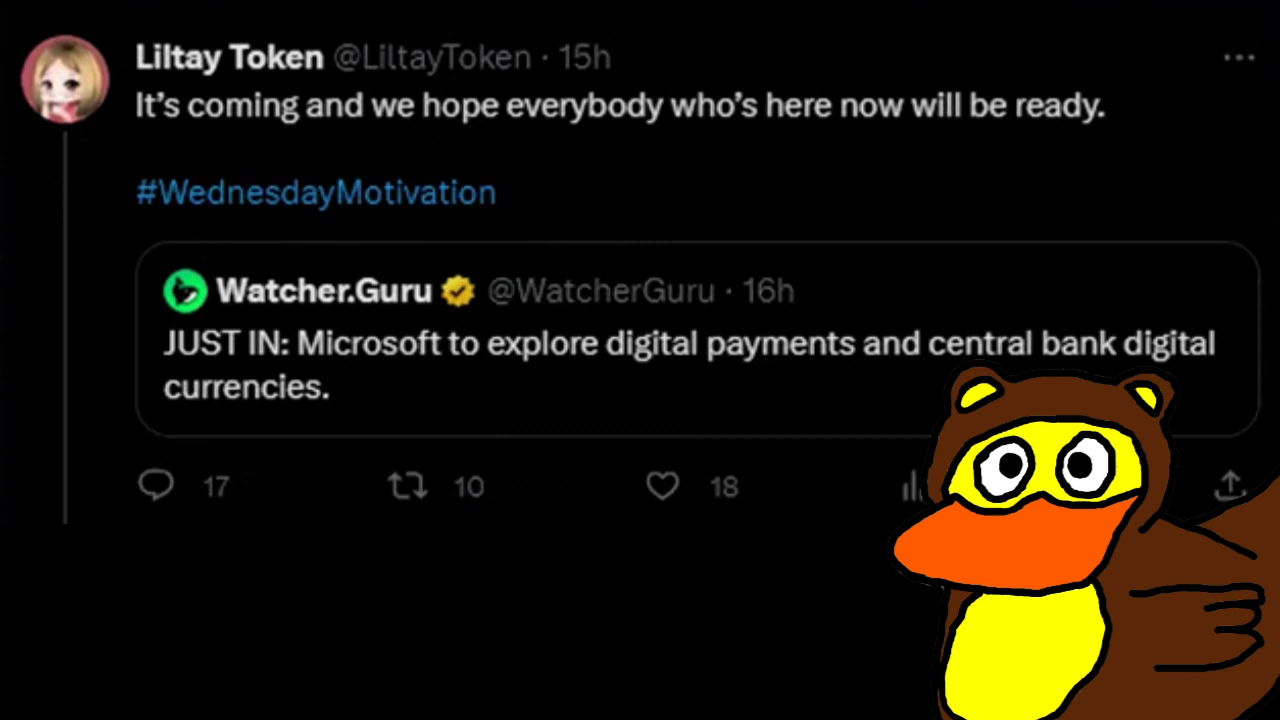 Liltay Token @LiltayToken · 15h
It’s coming and we hope everybody who’s here now will be ready.
#WednesdayMotivation
Watcher.Guru @WatcherGuru · 16h
JUST IN: Microsoft to explore digital payments and central bank digital
currencies.
17 10 18